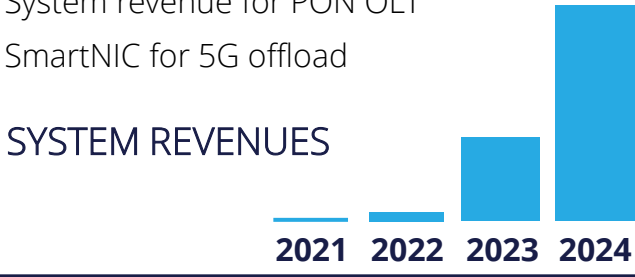 System revenue for PON OLT
SmartNIC for 5G offload
SYSTEM REVENUES
2021 2022 2023 2024